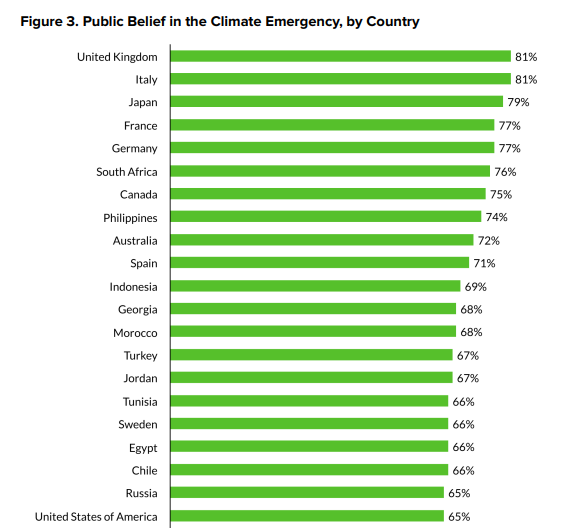 Figure 3. Public Belief in the Climate Emergency, by Country
United Kingdom 81%
Italy 81%
Japan 79%
France 77%
Germany 77%
South Africa 76%
Canada 75%
Philippines 74%
Australia 72%
Spain 71%
Indonesia 69%
Georgia 68%
Morocco 68%
Turkey 67%
Jordan 67%
Tunisia 66%
Sweden 66%
Egypt 66%
Chile 66%
Russia 65%
United States of America 65%